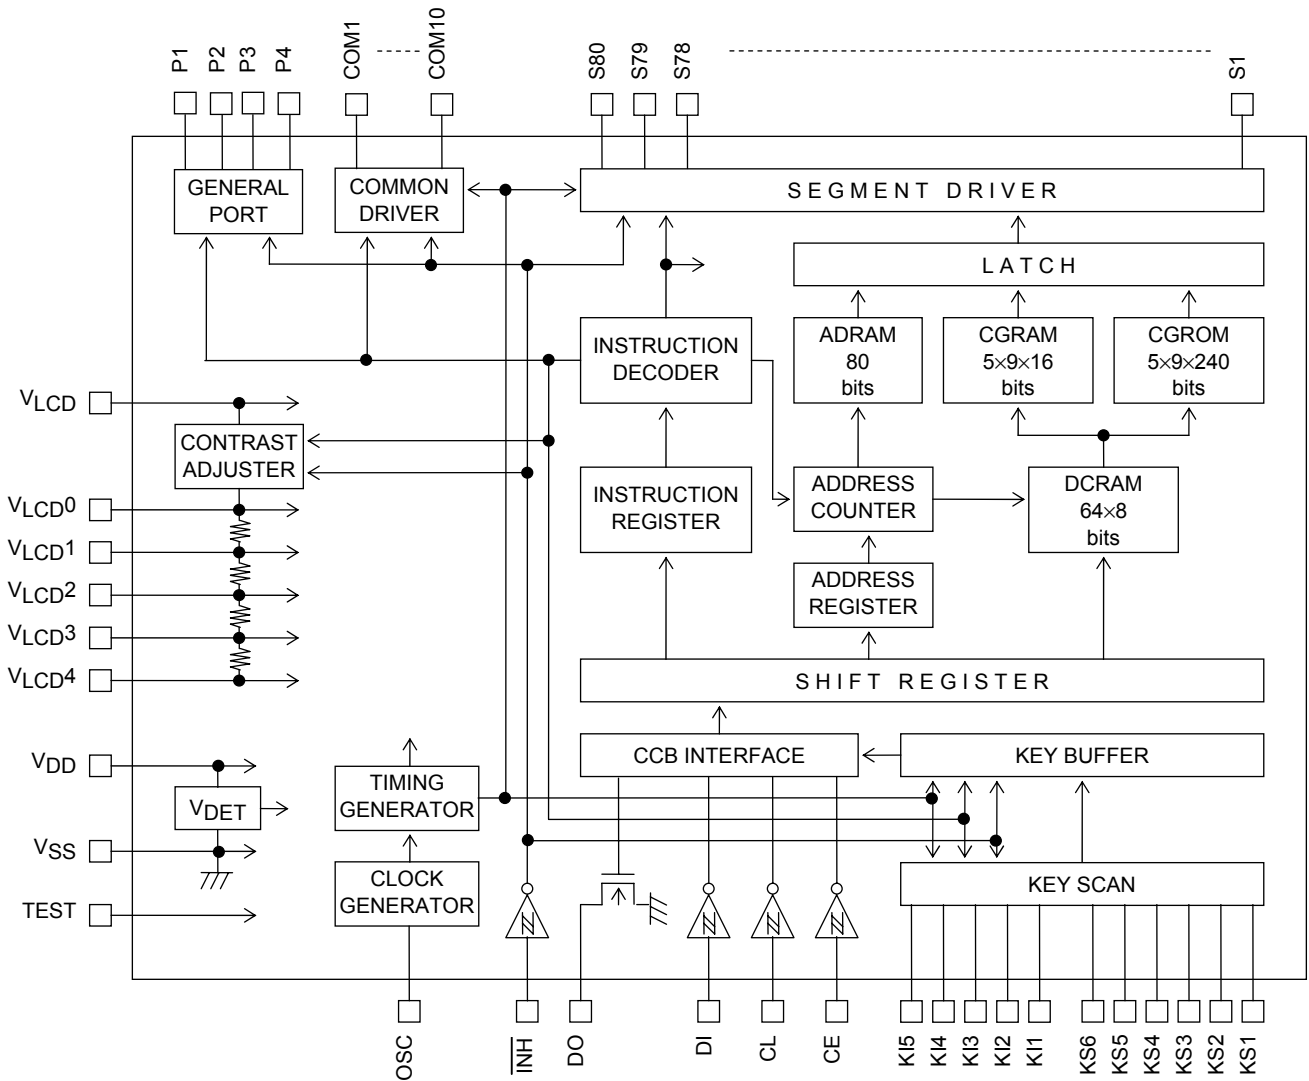 P1 P2 P3 P4 COM1 COM10 S80 S79 S78 S1
GENERAL
PORT
COMMON
DRIVER
SEGMENT DRIVER
LATCH
INSTRUCTION
DECODER
ADRAM
80
bits
CGRAM
5×9×16
bits
CGROM
5×9×240
bits
VLCD
CONTRAST
ADJUSTER
VLCD0
VLCD1
VLCD2
VLCD3
VLCD4
INSTRUCTION
REGISTER
ADDRESS
COUNTER
DCRAM
64×8
bits
ADDRESS
REGISTER
SHIFT REGISTER
VDD
VDET
VSS
TEST
TIMING
GENERATOR
CLOCK
GENERATOR
CCB INTERFACE
KEY BUFFER
KEY SCAN
OSC INH DO DI CL CE KI5 KI4 KI3 KI2 KI1 KS6 KS5 KS4 KS3 KS2 KS1